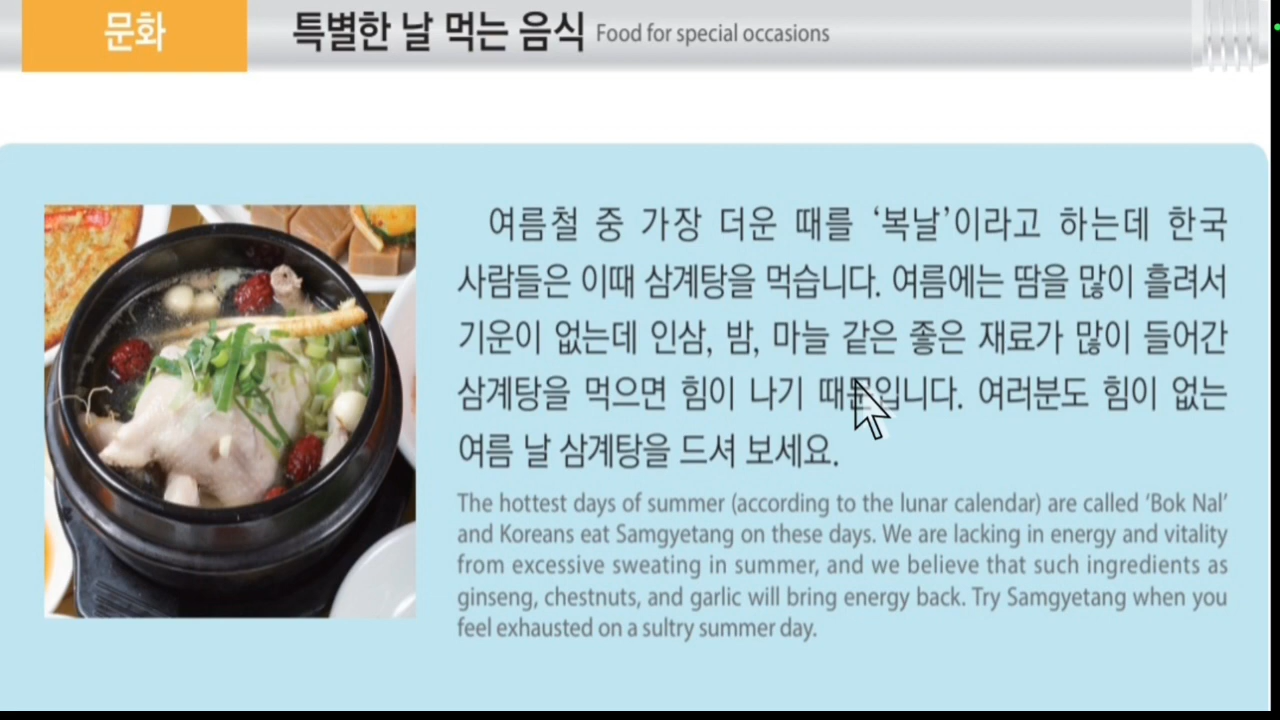 문화
특별한 날 먹는 음식 Food for special occasions
여름철 중 가장 더운 때를 ‘복날’이라고 하는데 한국
사람들은 이때 삼계탕을 먹습니다. 여름에는 땀을 많이 흘려서
기운이 없는데 인삼, 밤, 마늘 같은 좋은 재료가 많이 들어간
삼계탕을 먹으면 힘이 나기 때문입니다. 여러분도 힘이 없는
여름 날 삼계탕을 드셔 보세요.
The hottest days of summer (according to the lunar calendar) are called ‘Bok Nal’
and Koreans eat Samgyetang on these days. We are lacking in energy and vitality
from excessive sweating in summer, and we believe that such ingredients as
ginseng, chestnuts, and garlic will bring energy back. Try Samgyetang when you
feel exhausted on a sultry summer day.